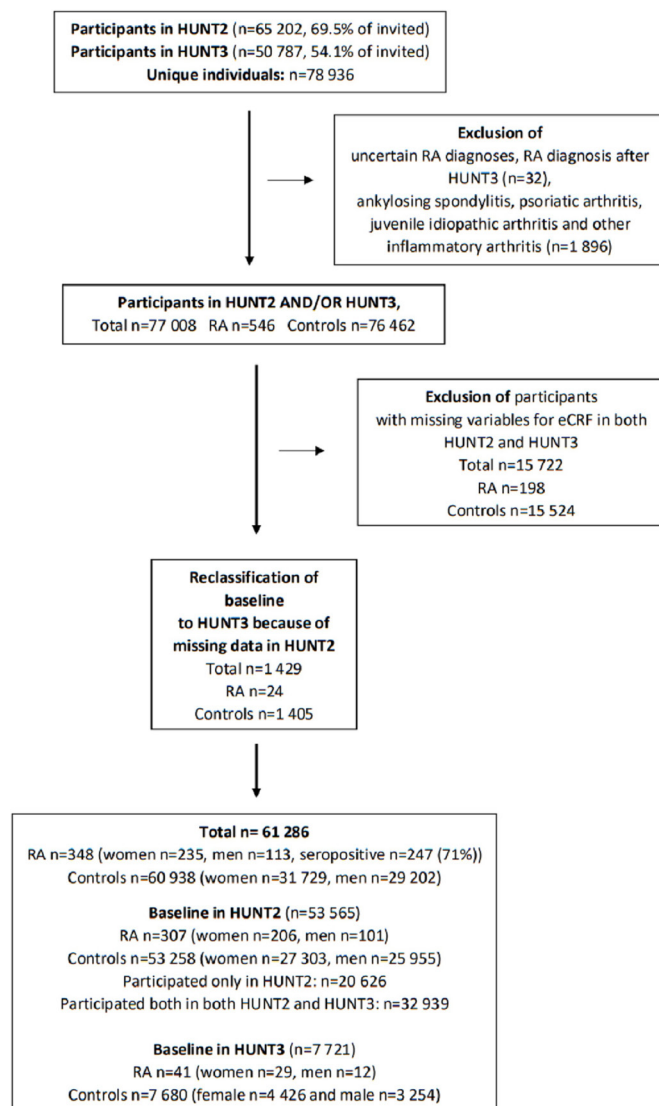 Participants in HUNT2 (n=65 202, 69.5% of invited)
Participants in HUNT3 (n=50 787, 54.1% of invited)
Unique individuals: n=78 936
Exclusion of
uncertain RA diagnoses, RA diagnosis after
HUNT3 (n=32),
ankylosing spondylitis, psoriatic arthritis,
juvenile idiopathic arthritis and other
inflammatory arthritis (n=1 896)
Participants in HUNT2 AND/OR HUNT3,
Total n=77 008 RA n=546 Controls n=76 462
Exclusion of participants
with missing variables for eCRF in both
HUNT2 and HUNT3
Total n=15 722
RA n=198
Controls n=15 524
Reclassification of
baseline
to HUNT3 because of
missing data in HUNT2
Total n=1 429
RA n=24
Controls n=1 405
Total n= 61 286
RA n=348 (women n=235, men n=113, seropositive n=247 (71%))
Controls n=60 938 (women n=31 729, men n=29 202)
Baseline in HUNT2 (n=53 565)
RA n=307 (women n=206, men n=101)
Controls n=53 258 (women n=27 303, men n=25 955)
Participated only in HUNT2: n=20 626
Participated both in both HUNT2 and HUNT3: n=32 939
Baseline in HUNT3 (n=7 721)
RA n=41 (women n=29, men n=12)
Controls n=7 680 (female n=4 426 and male n=3 254)